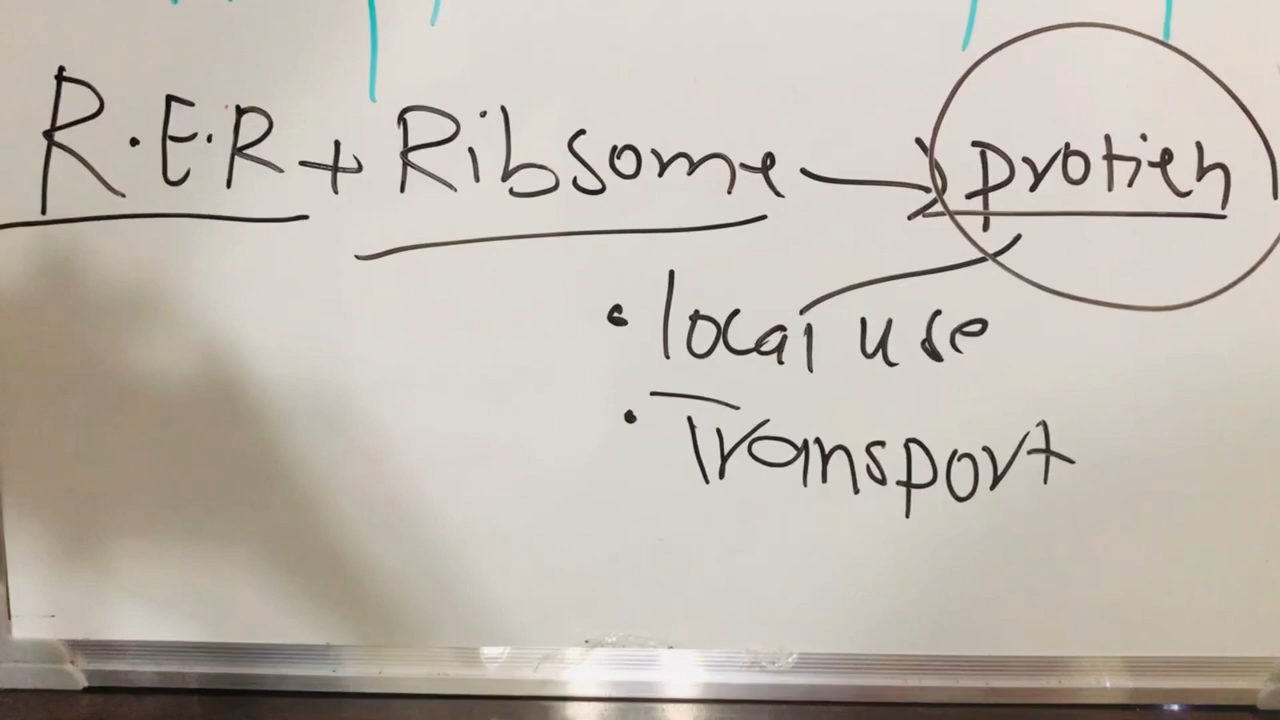 R.E.R + Ribsome → protien
• local use
• Transport